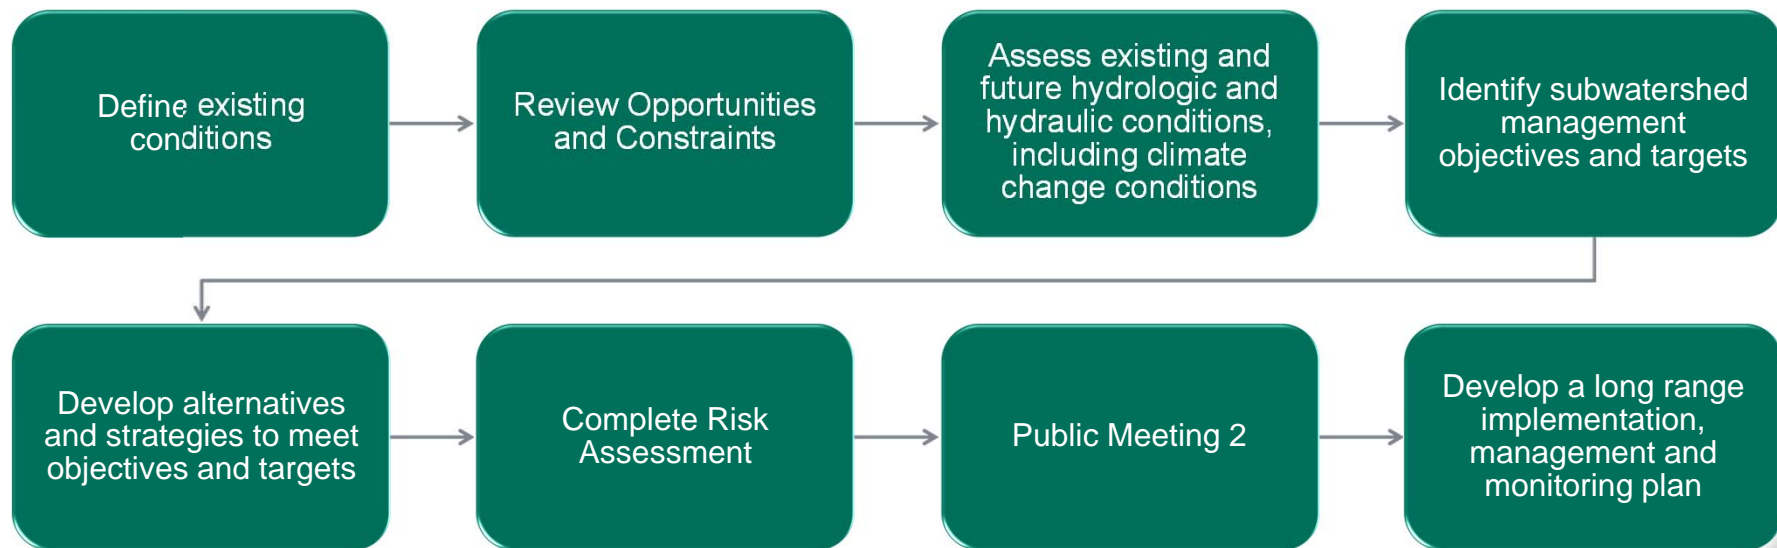 Define existing
conditions
Review Opportunities
and Constraints
Assess existing and
future hydrologic and
hydraulic conditions,
including climate
change conditions
Identify subwatershed
management
objectives and targets
Develop alternatives
and strategies to meet
objectives and targets
Complete Risk
Assessment
Public Meeting 2
Develop a long range
implementation,
management and
monitoring plan